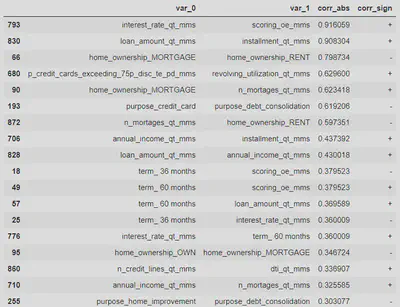 var_0 var_1 corr_abs corr_sign
793 interest_rate_qt_mms scoring_oe_mms 0.916059 +
830 loan_amount_qt_mms installment_qt_mms 0.908304 +
66 home_ownership_MORTGAGE home_ownership_RENT 0.798734 -
680 p_credit_cards_exceeding_75p_disc_te_pd_mms revolving_utilization_qt_mms 0.629600 +
90 home_ownership_MORTGAGE n_mortages_qt_mms 0.623418 +
193 purpose_credit_card purpose_debt_consolidation 0.619206 -
872 n_mortages_qt_mms home_ownership_RENT 0.597351 -
706 annual_income_qt_mms installment_qt_mms 0.437392 +
828 loan_amount_qt_mms annual_income_qt_mms 0.430018 +
18 term_ 36 months scoring_oe_mms 0.379523 -
49 term_ 60 months scoring_oe_mms 0.379523 +
57 term_ 60 months loan_amount_qt_mms 0.369589 +
25 term_ 36 months interest_rate_qt_mms 0.360009 -
776 interest_rate_qt_mms term_ 60 months 0.360009 +
95 home_ownership_OWN home_ownership_MORTGAGE 0.346724 -
860 n_credit_lines_qt_mms dti_qt_mms 0.336907 +
710 annual_income_qt_mms n_mortages_qt_mms 0.325585 +
255 purpose_home_improvement purpose_debt_consolidation 0.303077 -